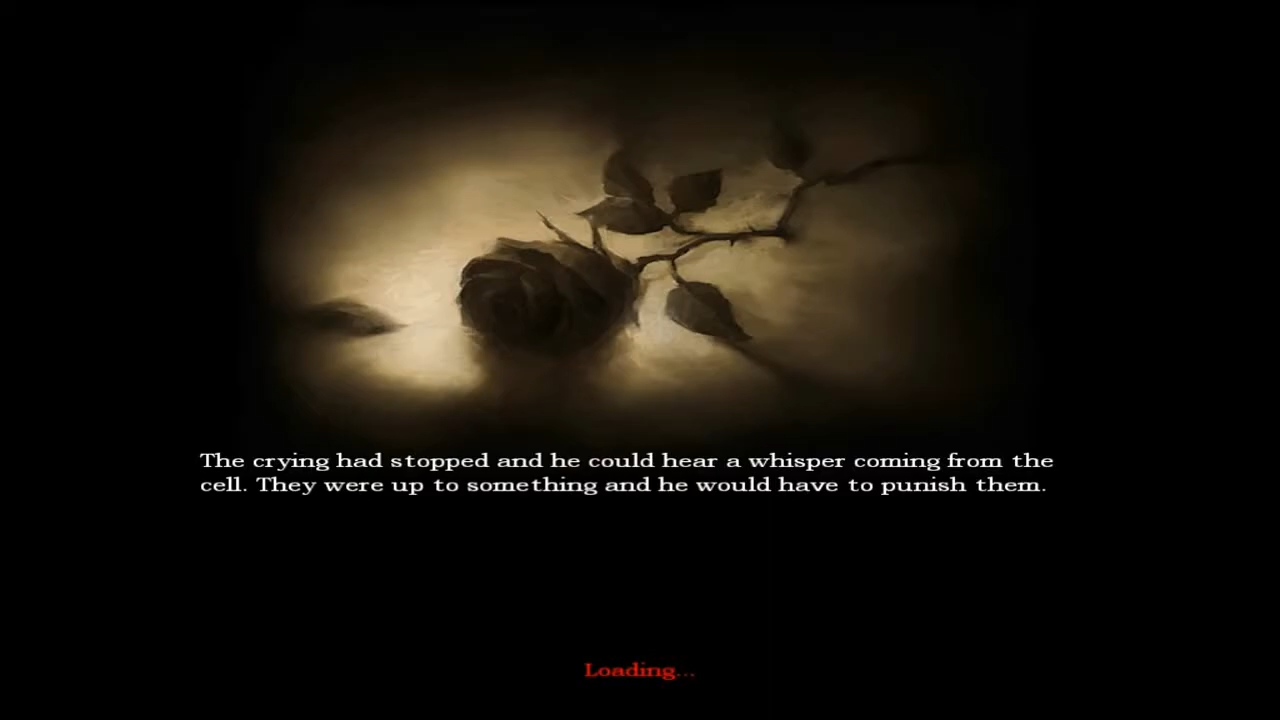 The crying had stopped and he could hear a whisper coming from the
cell. They were up to something and he would have to punish them.
Loading...